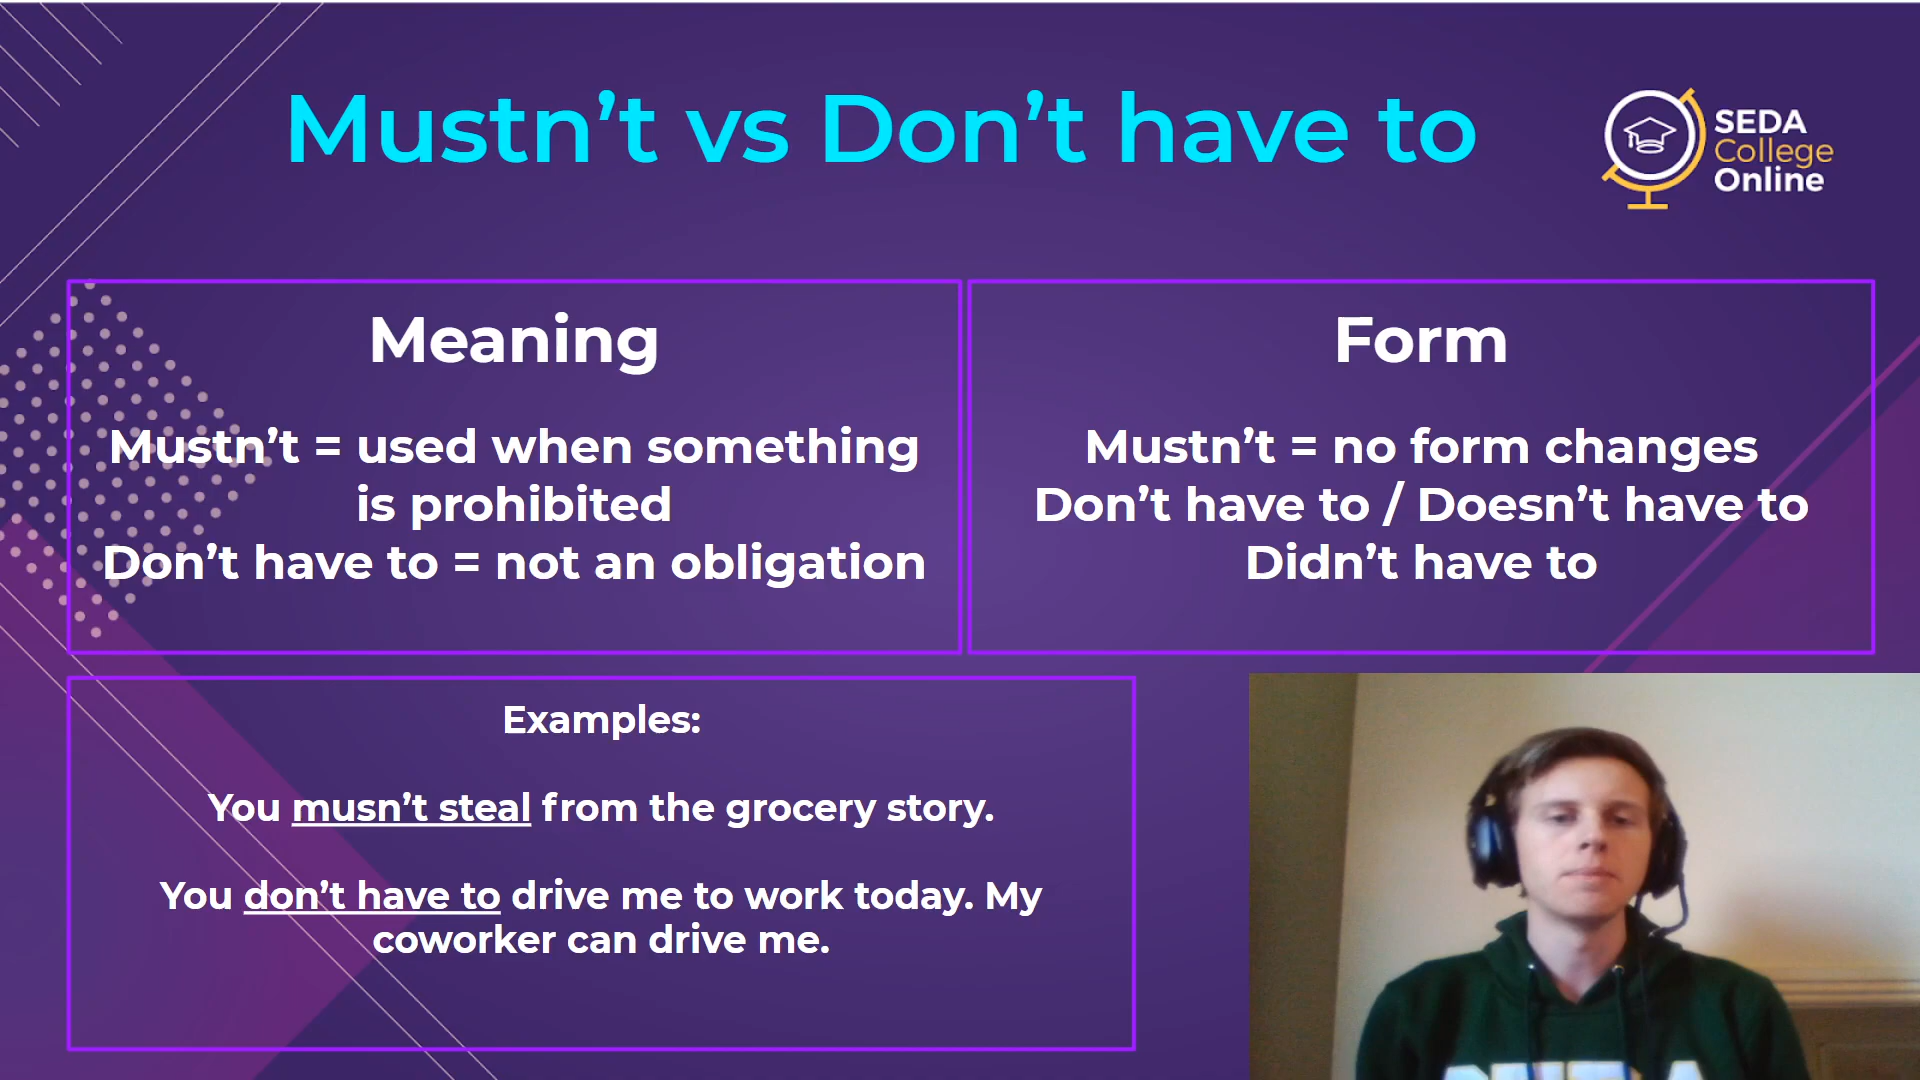 Mustn’t vs Don’t have to
SEDA
College
Online
Meaning
Mustn’t = used when something
is prohibited
Don’t have to = not an obligation
Form
Mustn’t = no form changes
Don’t have to / Doesn’t have to
Didn’t have to
Examples:
You musn’t steal from the grocery story.
You don’t have to drive me to work today. My
coworker can drive me.